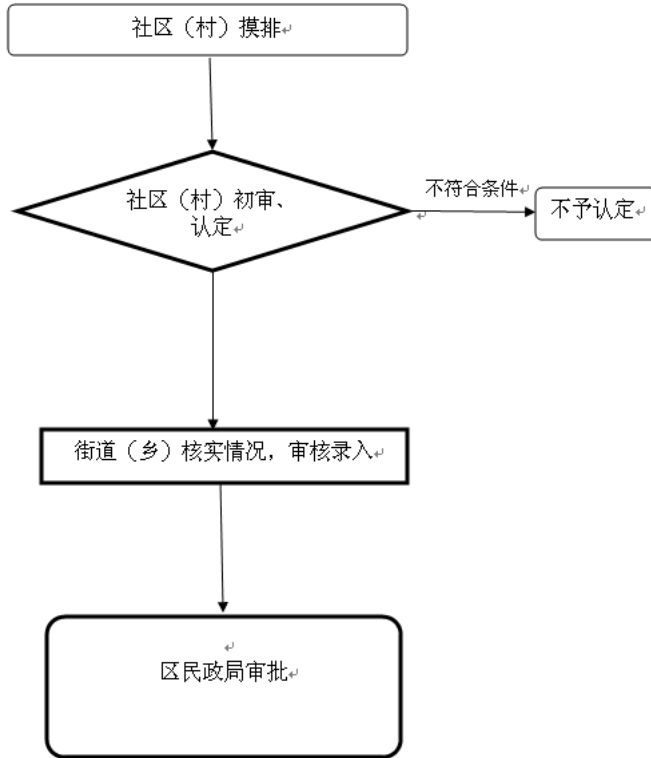 社区（村）摸排
社区（村）初审、
认定
不符合条件
不予认定
街道（乡）核实情况，审核录入
区民政局审批